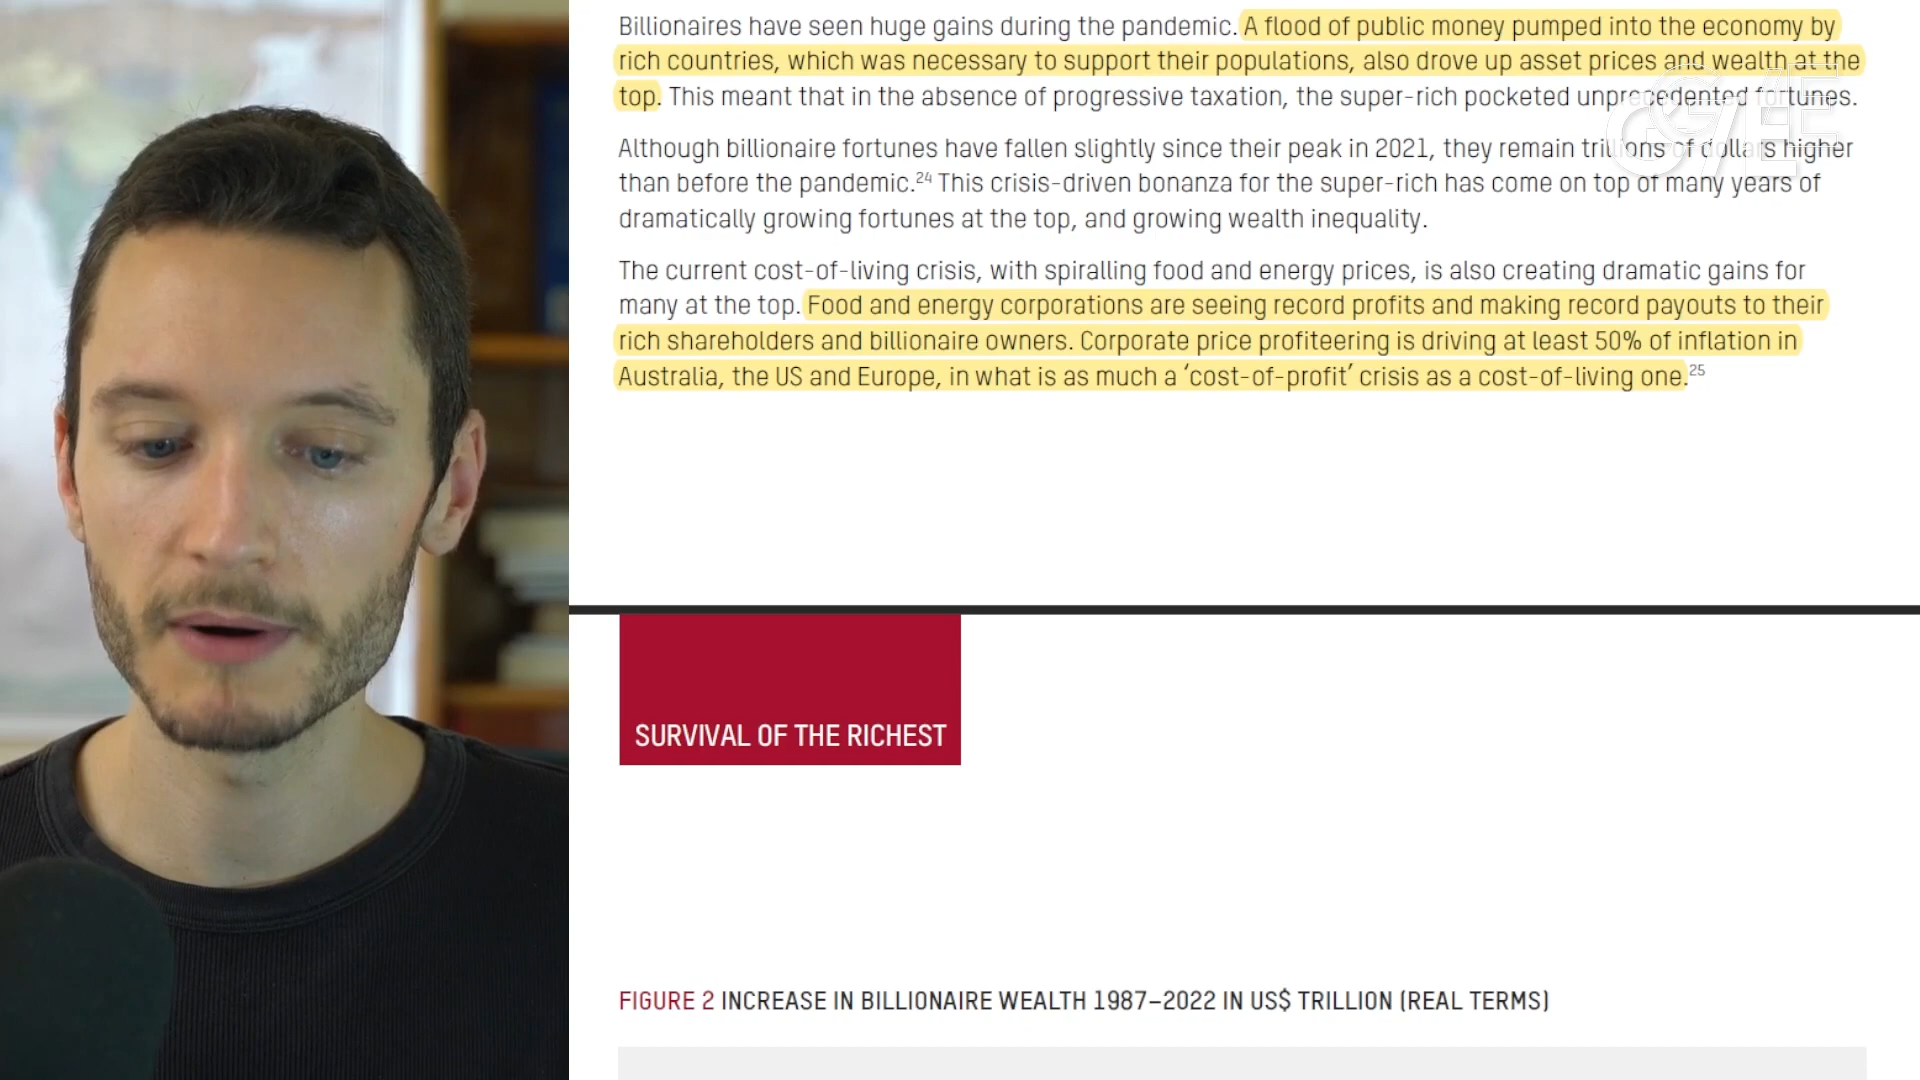 Billionaires have seen huge gains during the pandemic. A flood of public money pumped into the economy by
rich countries, which was necessary to support their populations, also drove up asset prices and wealth at the
top. This meant that in the absence of progressive taxation, the super-rich pocketed unprecedented fortunes.
Although billionaire fortunes have fallen slightly since their peak in 2021, they remain trillions of dollars higher
than before the pandemic.24 This crisis-driven bonanza for the super-rich has come on top of many years of
dramatically growing fortunes at the top, and growing wealth inequality.
The current cost-of-living crisis, with spiralling food and energy prices, is also creating dramatic gains for
many at the top. Food and energy corporations are seeing record profits and making record payouts to their
rich shareholders and billionaire owners. Corporate price profiteering is driving at least 50% of inflation in
Australia, the US and Europe, in what is as much a ‘cost-of-profit’ crisis as a cost-of-living one.25
SURVIVAL OF THE RICHEST
FIGURE 2 INCREASE IN BILLIONAIRE WEALTH 1987–2022 IN US$ TRILLION (REAL TERMS)